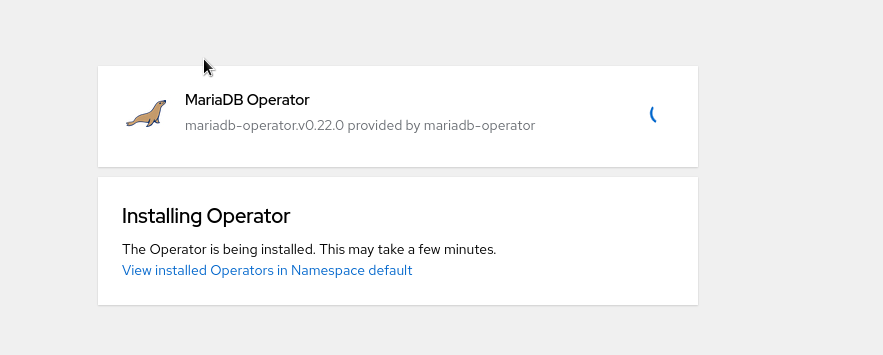 MariaDB Operator
mariadb-operator.v0.22.0 provided by mariadb-operator
Installing Operator
The Operator is being installed. This may take a few minutes.
View installed Operators in Namespace default